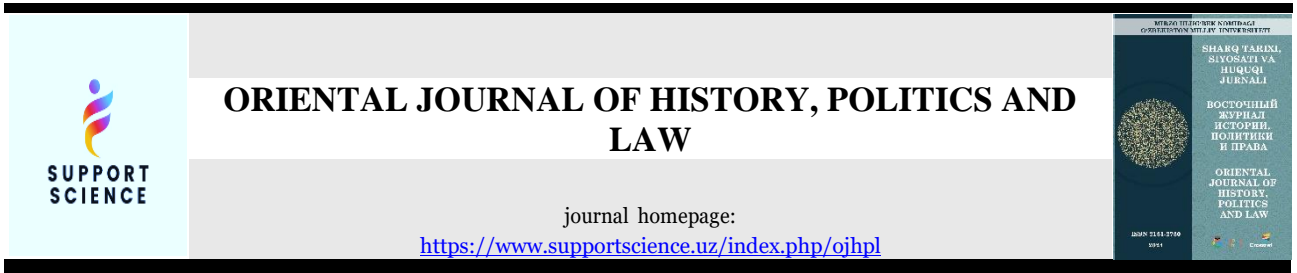 SUPPORT
SCIENCE
ORIENTAL JOURNAL OF HISTORY, POLITICS AND
LAW
journal homepage:
https://www.supportscience.uz/index.php/ojhpl
MIRZO ULUG'BEK NOMIDAGI
O'ZBEKISTON MILLIY UNIVERSITETI
SHARQ TARIXI,
SIYOSATI VA
HUQUQI
JURNALI
ВОСТОЧНЫЙ
ЖУРНАЛ
ИСТОРИИ,
ПОЛИТИКИ
И ПРАВА
ORIENTAL
JOURNAL OF
HISTORY,
POLITICS
AND LAW
ISSN
Crossref